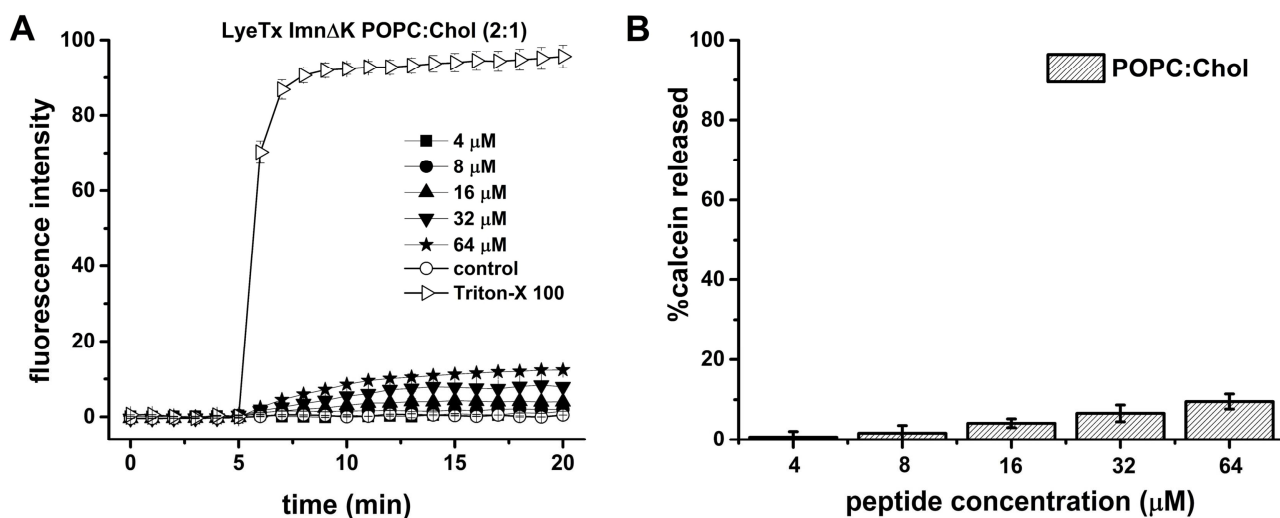 A
LyeTx ImnΔK POPC:Chol (2:1)
100
80
60
40
20
0
fluorescence intensity
4 μM
8 μM
16 μM
32 μM
64 μM
control
Triton-X 100
0
5
10
15
20
time (min)
B
POPC:Chol
100
80
60
40
20
0
%calcein released
4
8
16
32
64
peptide concentration (μM)